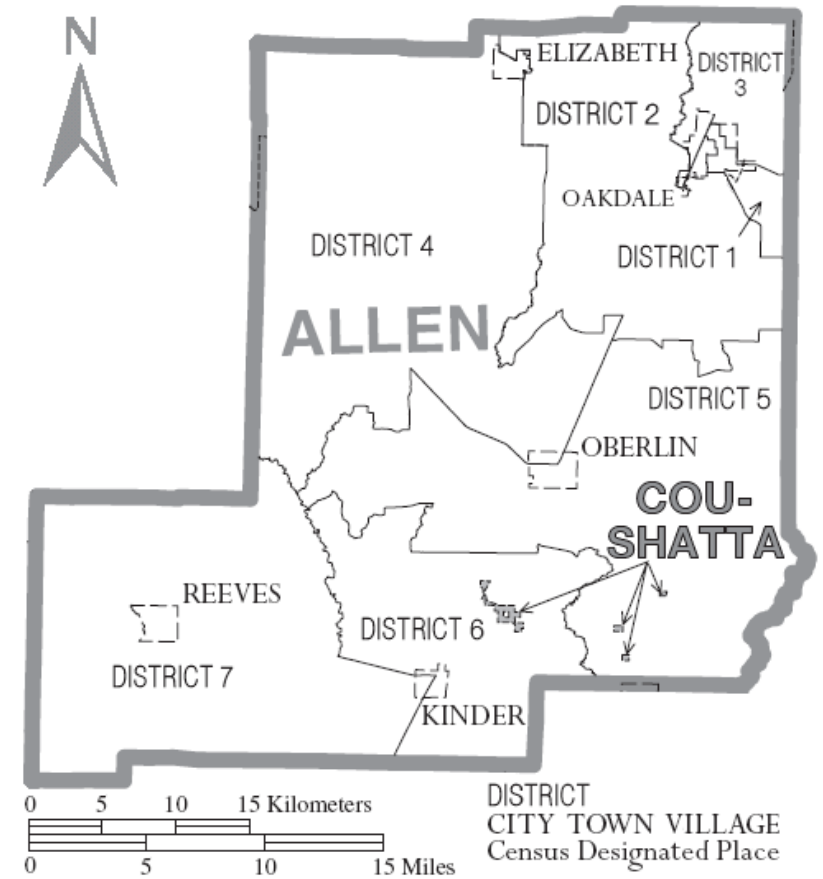 N
ELIZABETH
DISTRICT
3
DISTRICT 2
OAKDALE
DISTRICT 4
DISTRICT 1
ALLEN
DISTRICT 5
OBERLIN
COU-
SHATTA
REEVES
DISTRICT 6
DISTRICT 7
KINDER
0 5 10 15 Kilometers
0 5 10 15 Miles
DISTRICT
CITY TOWN VILLAGE
Census Designated Place